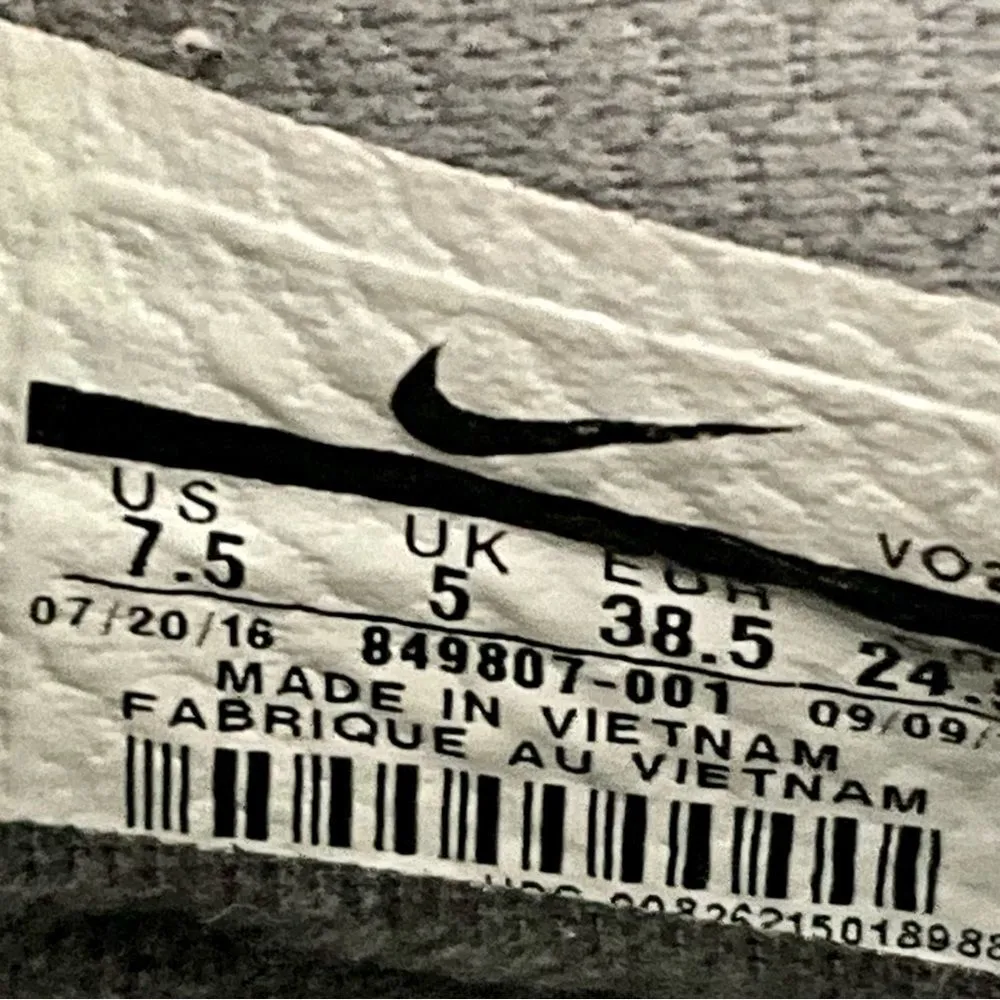 US UK EUR
7.5 5 38.5
07/20/16 849807-001 09/09/
MADE IN VIETNAM
FABRIQUE AU VIETNAM